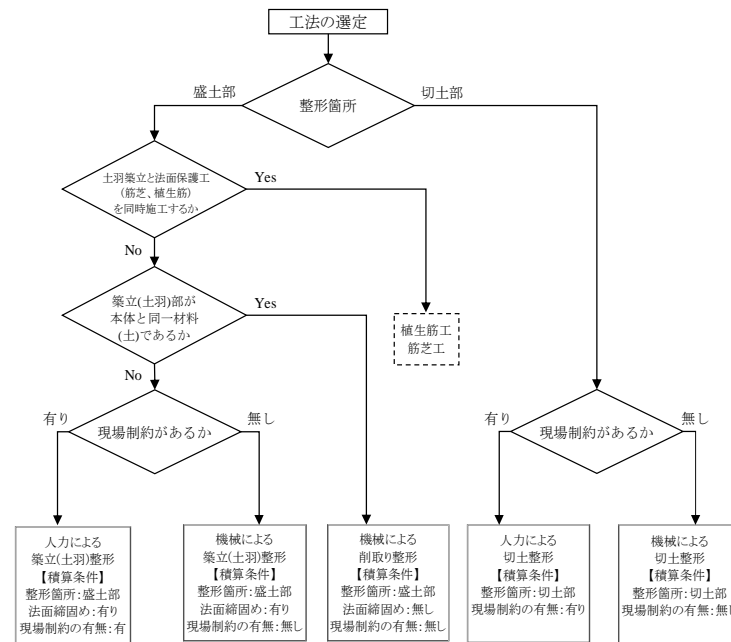 工法の選定
整形箇所
盛土部
切土部
土羽築立と法面保護工
(筋芝、植生筋)
を同時施工するか
Yes
No
築立(土羽)部が
本体と同一材料
(土)であるか
Yes
No
植生筋工
筋芝工
現場制約があるか
有り
無し
現場制約があるか
有り
無し
人力による
築立(土羽)整形
【積算条件】
整形箇所:盛土部
法面締固め:有り
現場制約の有無:有
機械による
築立(土羽)整形
【積算条件】
整形箇所:盛土部
法面締固め:有り
現場制約の有無:無し
機械による
削取り整形
【積算条件】
整形箇所:盛土部
法面締固め:無し
現場制約の有無:無し
人力による
切土整形
【積算条件】
整形箇所:切土部
現場制約の有無:有り
機械による
切土整形
【積算条件】
整形箇所:切土部
現場制約の有無:無し